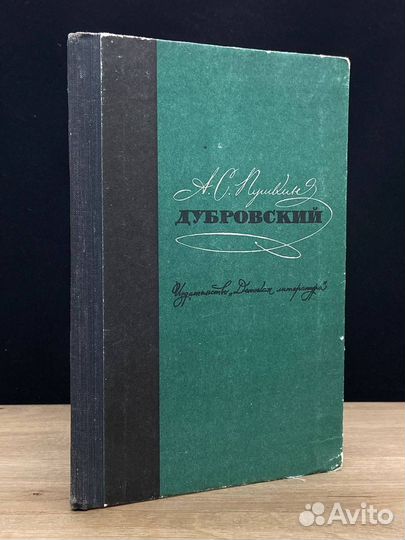 А. С. Пушкин
ДУБРОВСКИЙ
Издательство „Детская литература"
Avito